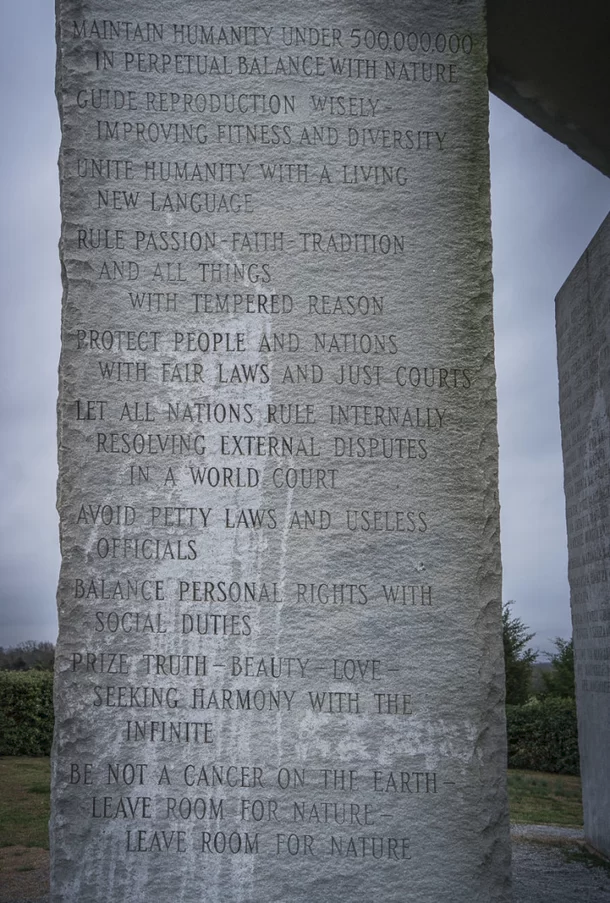 MAINTAIN HUMANITY UNDER 500,000,000
IN PERPETUAL BALANCE WITH NATURE
GUIDE REPRODUCTION WISELY –
IMPROVING FITNESS AND DIVERSITY
UNITE HUMANITY WITH A LIVING
NEW LANGUAGE
RULE PASSION – FAITH – TRADITION –
AND ALL THINGS
WITH TEMPERED REASON
PROTECT PEOPLE AND NATIONS
WITH FAIR LAWS AND JUST COURTS
LET ALL NATIONS RULE INTERNALLY
RESOLVING EXTERNAL DISPUTES
IN A WORLD COURT
AVOID PETTY LAWS AND USELESS
OFFICIALS
BALANCE PERSONAL RIGHTS WITH
SOCIAL DUTIES
PRIZE TRUTH – BEAUTY – LOVE –
SEEKING HARMONY WITH THE
INFINITE
BE NOT A CANCER ON THE EARTH –
LEAVE ROOM FOR NATURE –
LEAVE ROOM FOR NATURE